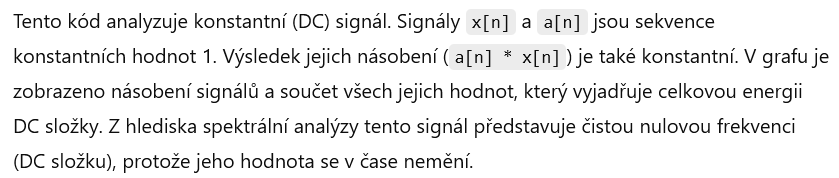 Tento kód analyzuje konstantní (DC) signál. Signály x[n] a a[n] jsou sekvence
konstantních hodnot 1. Výsledek jejich násobení (a[n] * x[n]) je také konstantní. V grafu je
zobrazeno násobení signálů a součet všech jejich hodnot, který vyjadřuje celkovou energii
DC složky. Z hlediska spektrální analýzy tento signál představuje čistou nulovou frekvenci
(DC složku), protože jeho hodnota se v čase nemění.